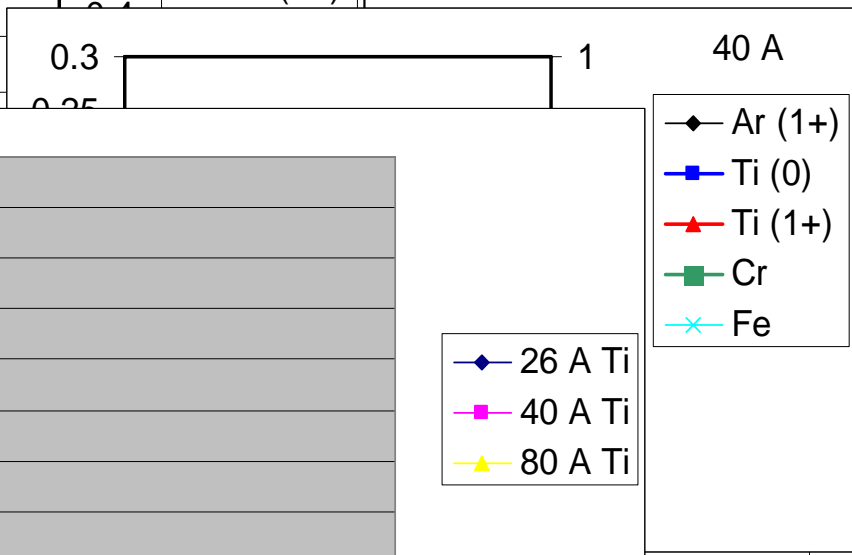 0.3
1
40 A
Ar (1+)
Ti (0)
Ti (1+)
Cr
Fe
26 A Ti
40 A Ti
80 A Ti